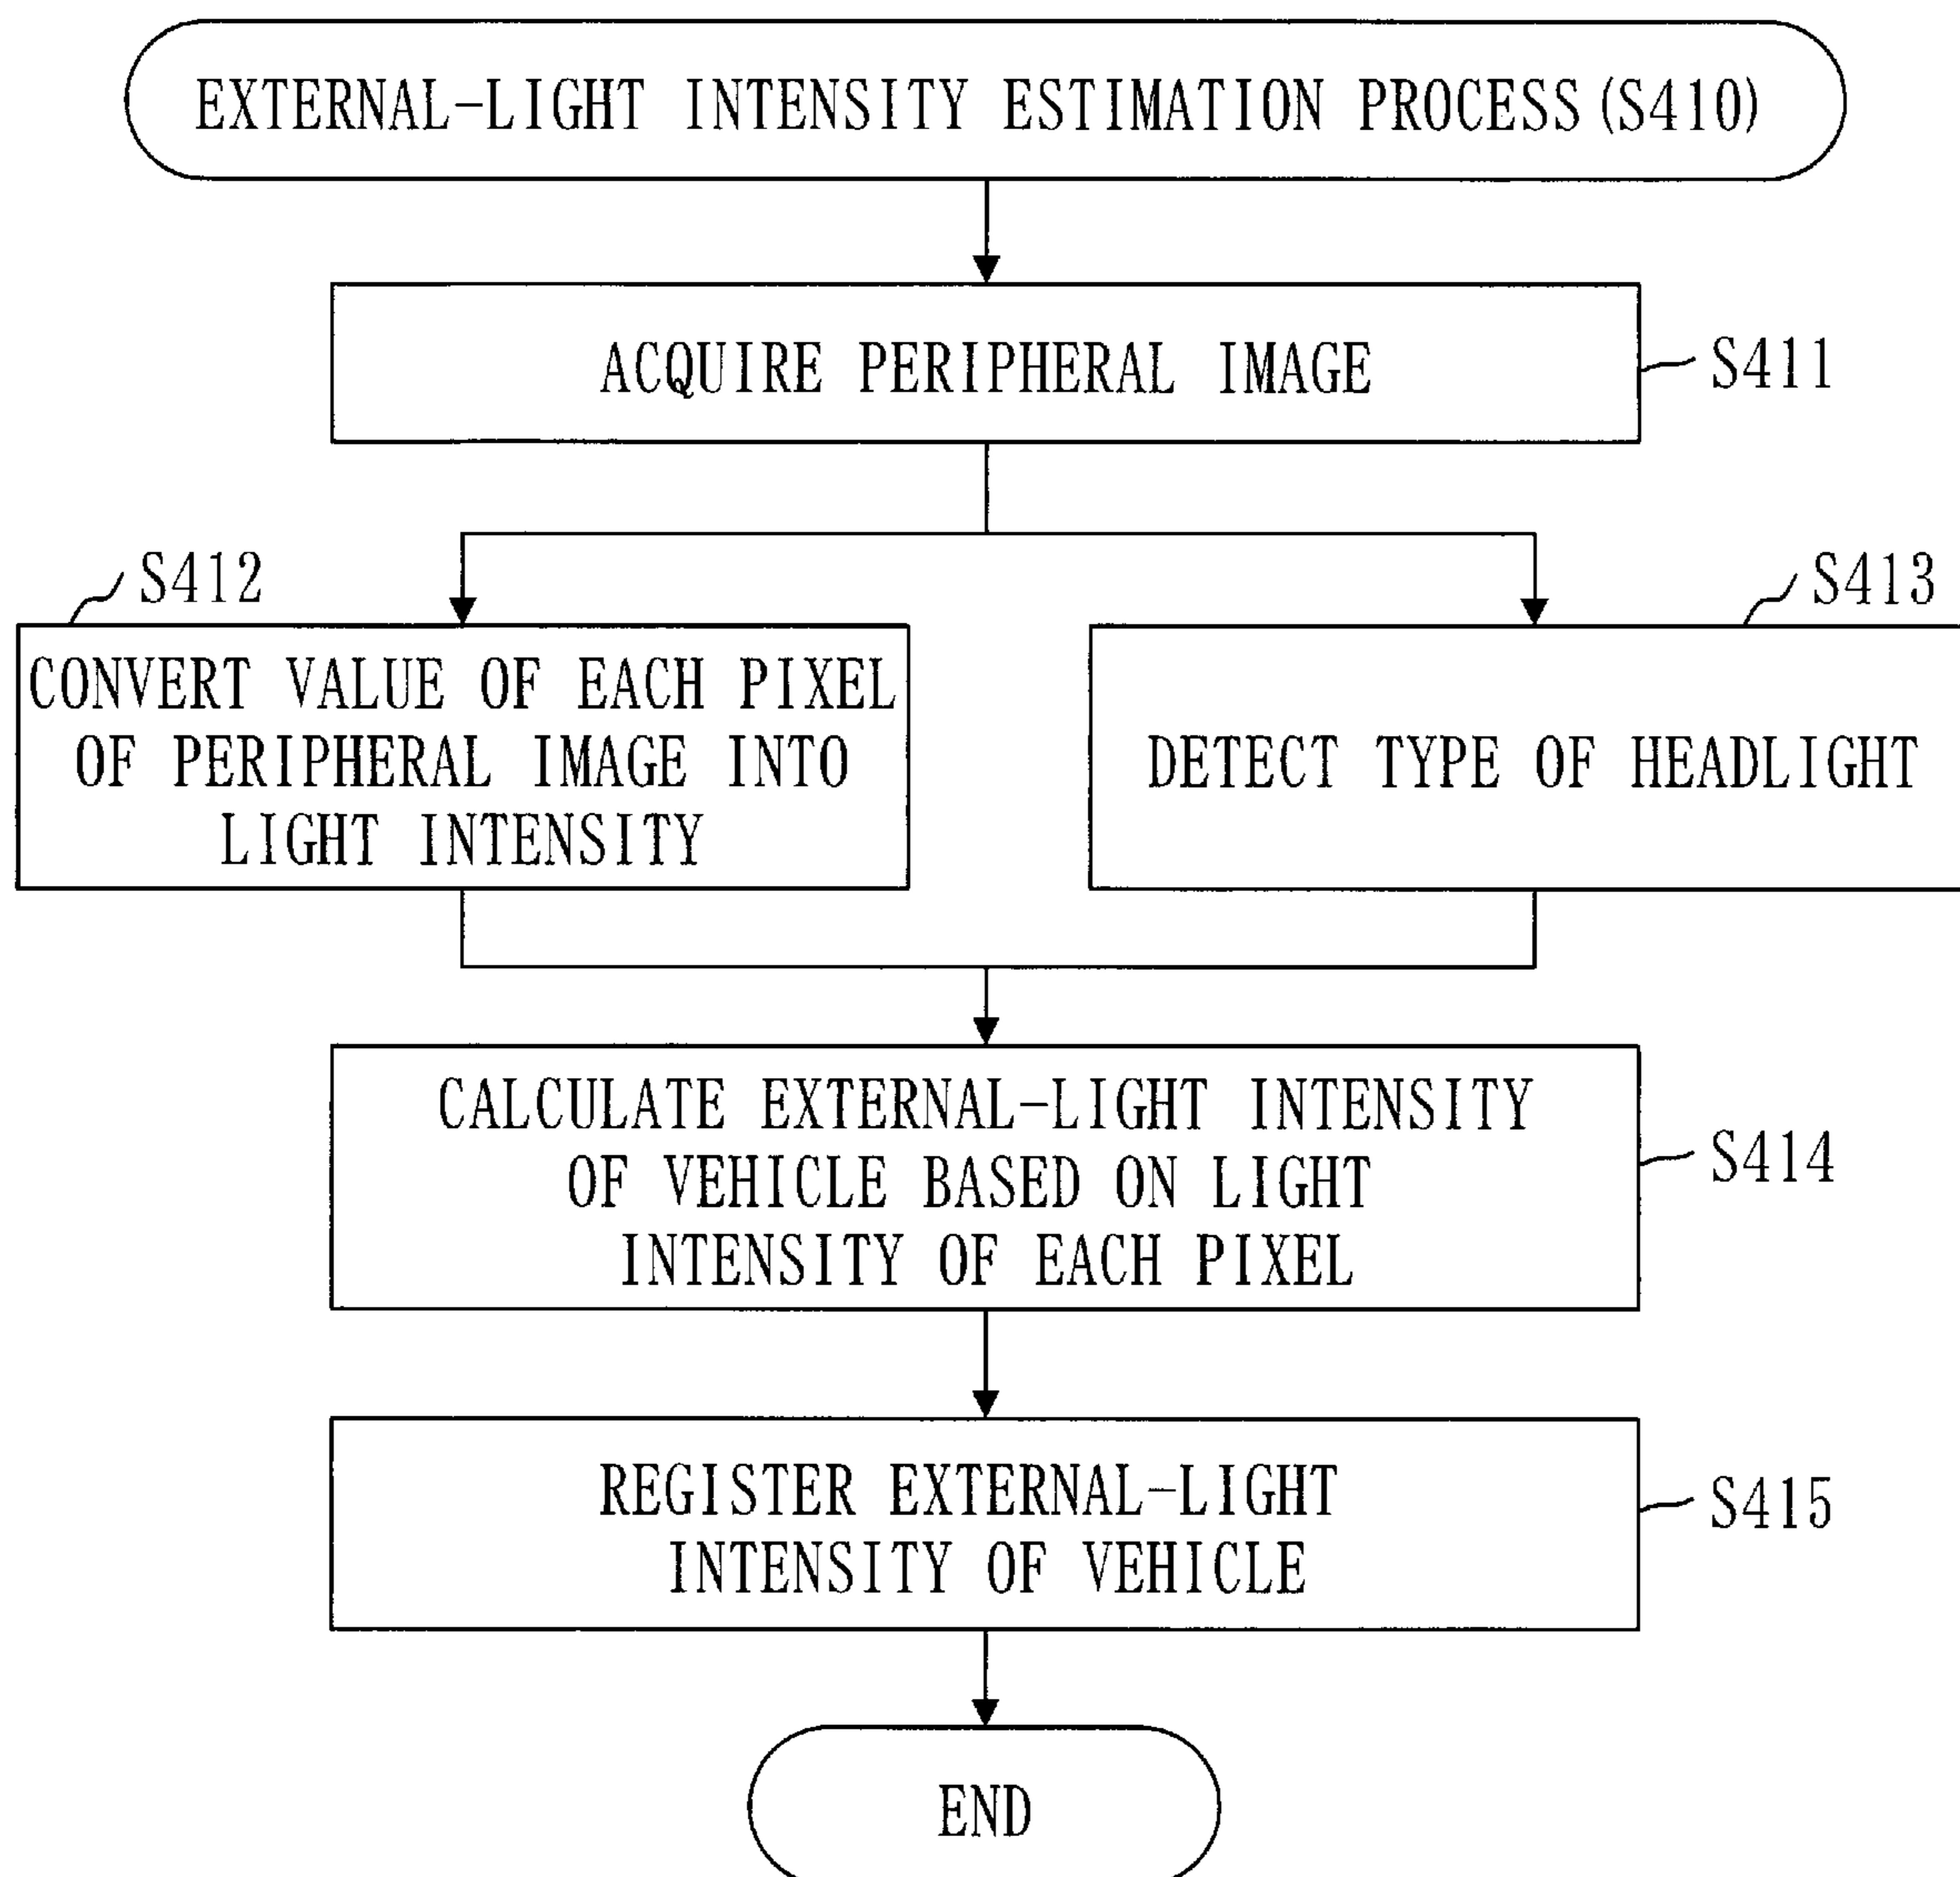 EXTERNAL-LIGHT INTENSITY ESTIMATION PROCESS(S410)
ACQUIRE PERIPHERAL IMAGE
S411
S412
CONVERT VALUE OF EACH PIXEL
OF PERIPHERAL IMAGE INTO
LIGHT INTENSITY
S413
DETECT TYPE OF HEADLIGHT
CALCULATE EXTERNAL-LIGHT INTENSITY
OF VEHICLE BASED ON LIGHT
INTENSITY OF EACH PIXEL
S414
REGISTER EXTERNAL-LIGHT
INTENSITY OF VEHICLE
S415
END